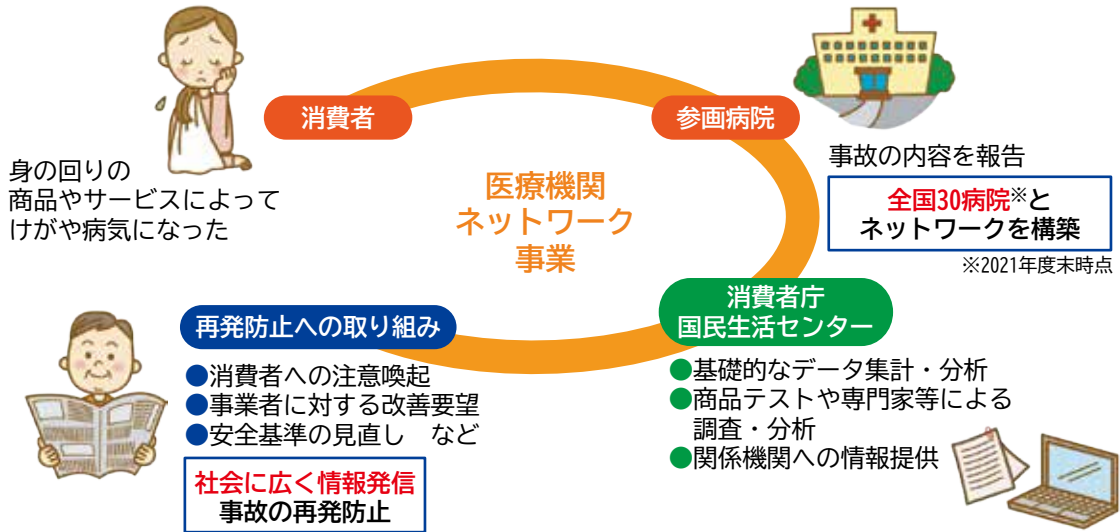 消費者
身の回りの
商品やサービスによって
けがや病気になった
参画病院
事故の内容を報告
全国30病院※と
ネットワークを構築
※2021年度末時点
医療機関
ネットワーク
事業
消費者庁
国民生活センター
●基礎的なデータ集計・分析
●商品テストや専門家等による
調査・分析
●関係機関への情報提供
再発防止への取り組み
●消費者への注意喚起
●事業者に対する改善要望
●安全基準の見直し　など
社会に広く情報発信
事故の再発防止